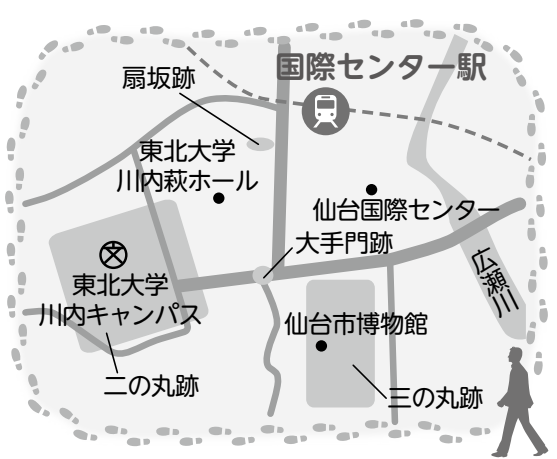 国際センター駅
扇坂跡
東北大学
川内萩ホール
仙台国際センター
大手門跡
広瀬川
東北大学
川内キャンパス
仙台市博物館
二の丸跡
三の丸跡